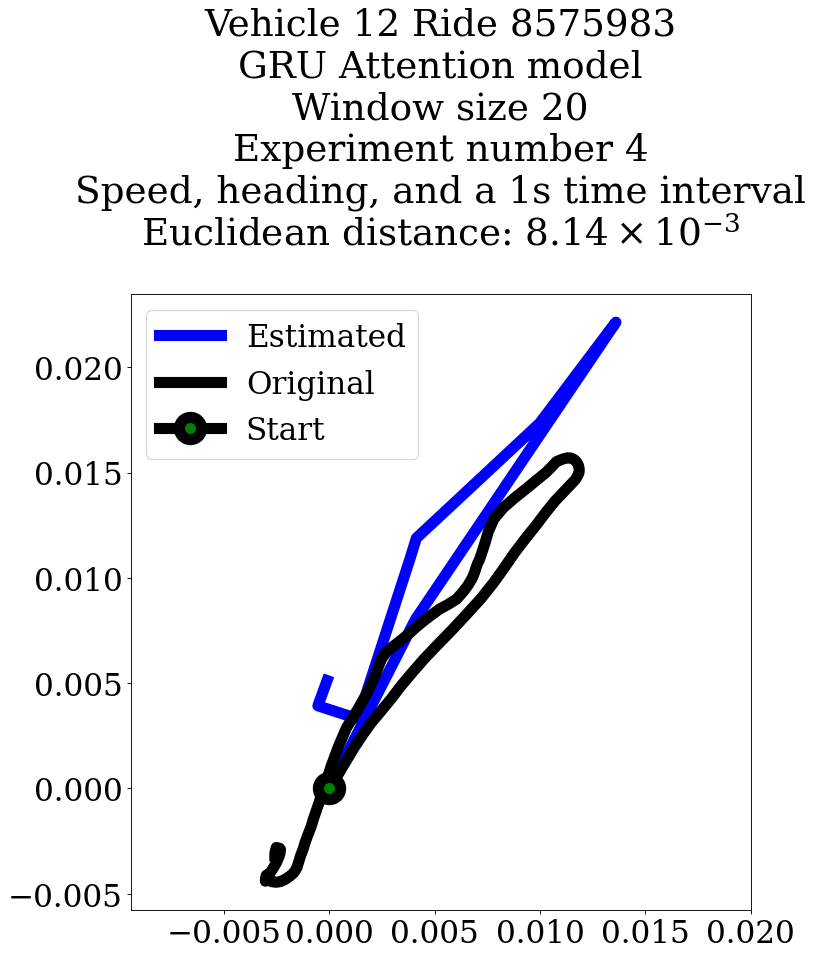 Vehicle 12 Ride 8575983
GRU Attention model
Window size 20
Experiment number 4
Speed, heading, and a 1s time interval
Euclidean distance: 8.14 × 10⁻³
Estimated
Original
Start
0.020
0.015
0.010
0.005
0.000
−0.005
−0.005 0.000 0.005 0.010 0.015 0.020